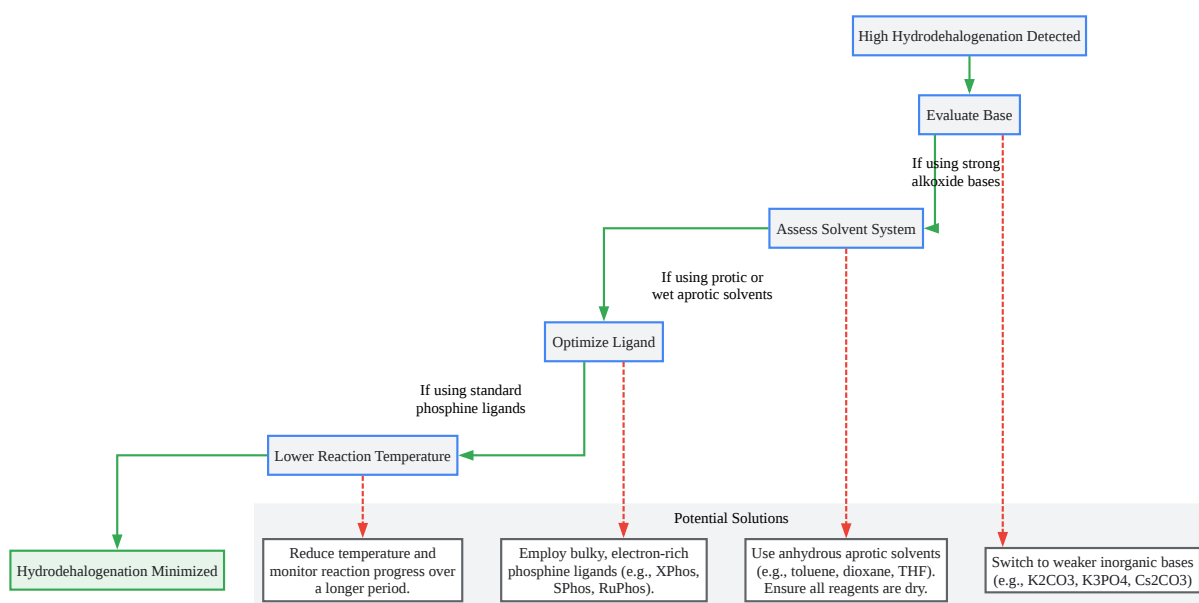 High Hydrodehalogenation Detected
Evaluate Base
If using strong
alkoxide bases
Assess Solvent System
If using protic or
wet aprotic solvents
Optimize Ligand
If using standard
phosphine ligands
Lower Reaction Temperature
Hydrodehalogenation Minimized
Potential Solutions
Reduce temperature and
monitor reaction progress over
a longer period.
Employ bulky, electron-rich
phosphine ligands (e.g., XPhos,
SPhos, RuPhos).
Use anhydrous aprotic solvents
(e.g., toluene, dioxane, THF).
Ensure all reagents are dry.
Switch to weaker inorganic bases
(e.g., K2CO3, K3PO4, Cs2CO3)